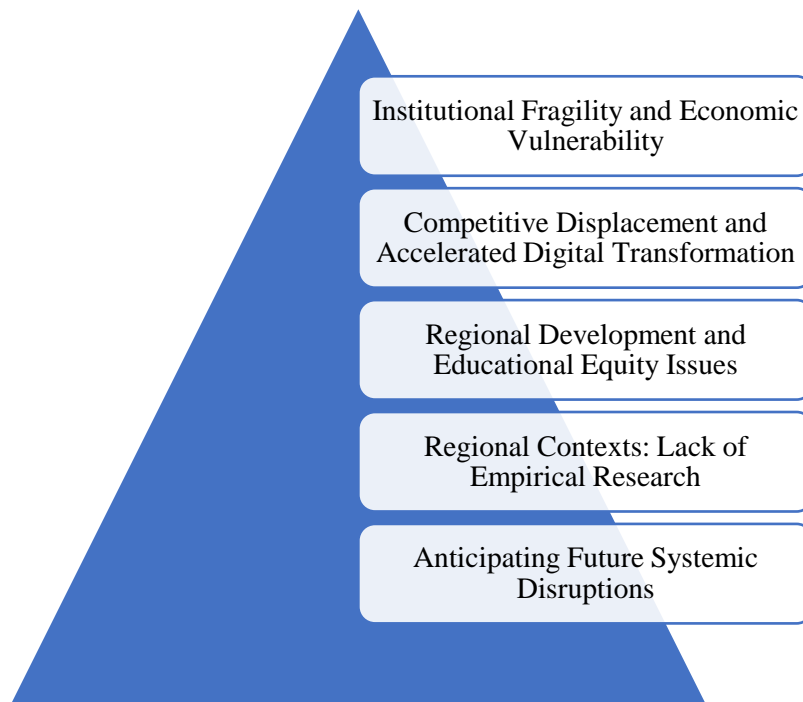 Institutional Fragility and Economic
Vulnerability
Competitive Displacement and
Accelerated Digital Transformation
Regional Development and
Educational Equity Issues
Regional Contexts: Lack of
Empirical Research
Anticipating Future Systemic
Disruptions